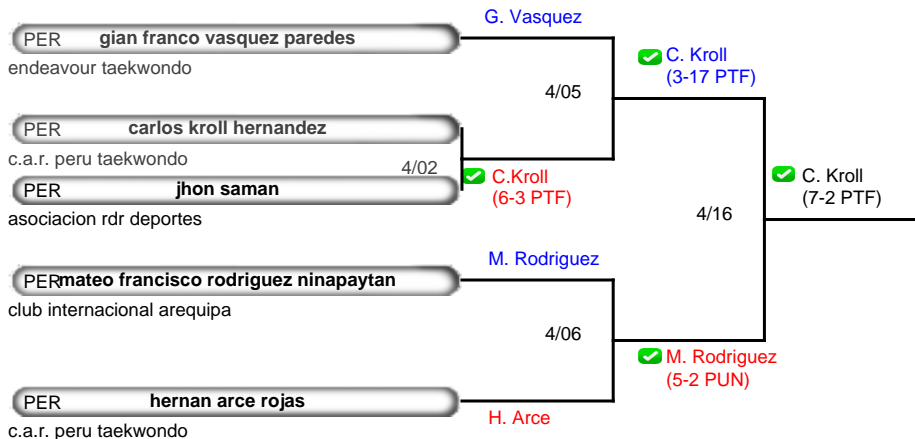 G. Vasquez
PER gian franco vasquez paredes
endeavour taekwondo
C. Kroll
(3-17 PTF)
4/05
PER carlos kroll hernandez
c.a.r. peru taekwondo
4/02
C.Kroll
(6-3 PTF)
PER jhon saman
asociacion rdr deportes
C. Kroll
(7-2 PTF)
4/16
M. Rodriguez
PER mateo francisco rodriguez ninapaytan
club internacional arequipa
4/06
M. Rodriguez
(5-2 PUN)
PER hernan arce rojas
H. Arce
c.a.r. peru taekwondo